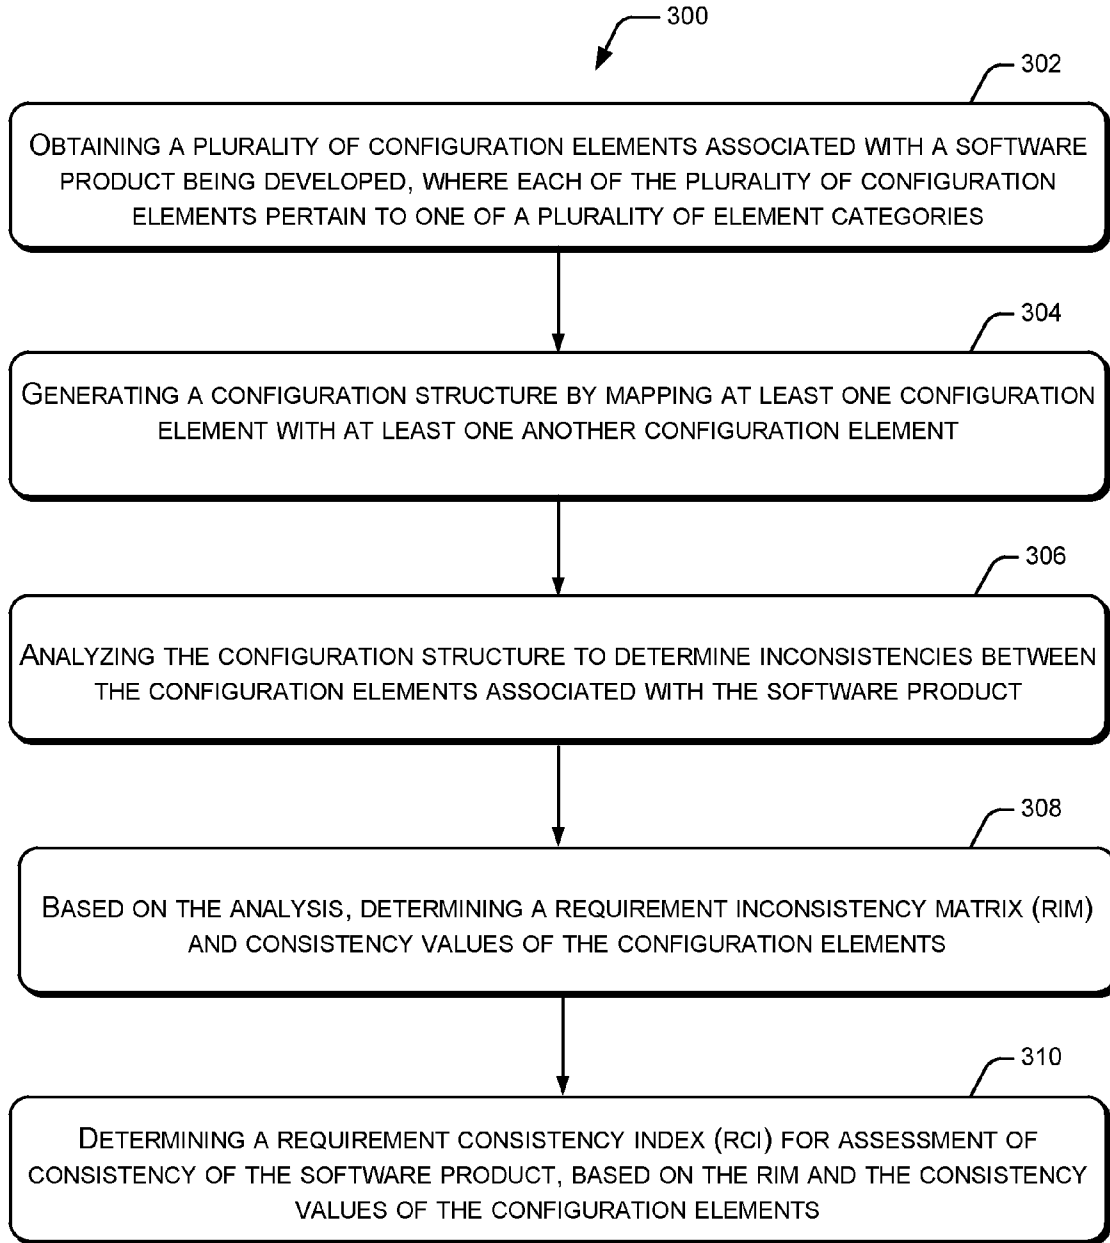 300
302
OBTAINING A PLURALITY OF CONFIGURATION ELEMENTS ASSOCIATED WITH A SOFTWARE
PRODUCT BEING DEVELOPED, WHERE EACH OF THE PLURALITY OF CONFIGURATION
ELEMENTS PERTAIN TO ONE OF A PLURALITY OF ELEMENT CATEGORIES
304
GENERATING A CONFIGURATION STRUCTURE BY MAPPING AT LEAST ONE CONFIGURATION
ELEMENT WITH AT LEAST ONE ANOTHER CONFIGURATION ELEMENT
306
ANALYZING THE CONFIGURATION STRUCTURE TO DETERMINE INCONSISTENCIES BETWEEN
THE CONFIGURATION ELEMENTS ASSOCIATED WITH THE SOFTWARE PRODUCT
308
BASED ON THE ANALYSIS, DETERMINING A REQUIREMENT INCONSISTENCY MATRIX (RIM)
AND CONSISTENCY VALUES OF THE CONFIGURATION ELEMENTS
310
DETERMINING A REQUIREMENT CONSISTENCY INDEX (RCI) FOR ASSESSMENT OF
CONSISTENCY OF THE SOFTWARE PRODUCT, BASED ON THE RIM AND THE CONSISTENCY
VALUES OF THE CONFIGURATION ELEMENTS